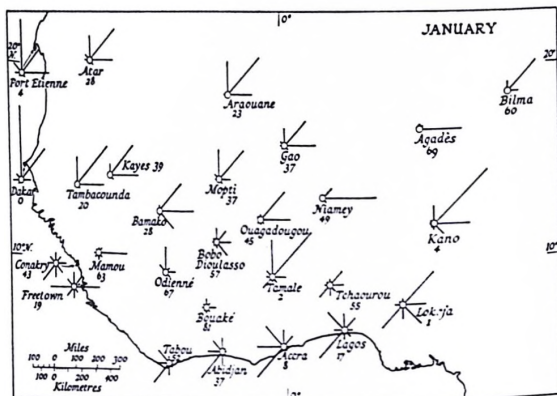 0°
JANUARY
20°
N.
20°
Port Etienne
4
Atar
28
Araouane
23
Bilma
60
Agadès
69
Gao
37
Kayes 39
Mopti
37
Dakar
0
Tambacounda
20
Bamako
28
Niamey
49
Ouagadougou
45
Kano
4
10°N.
10°
Conakry
43
Mamou
63
Bobo
Dioulasso
57
Odienné
67
Tamale
2
Tchaourou
55
Freetown
19
Lokoja
1
Bouaké
Tabou
Abidjan
37
Accra
8
Lagos
17
Miles
100 0 100 200
100 0 200 400
Kilometres
0°